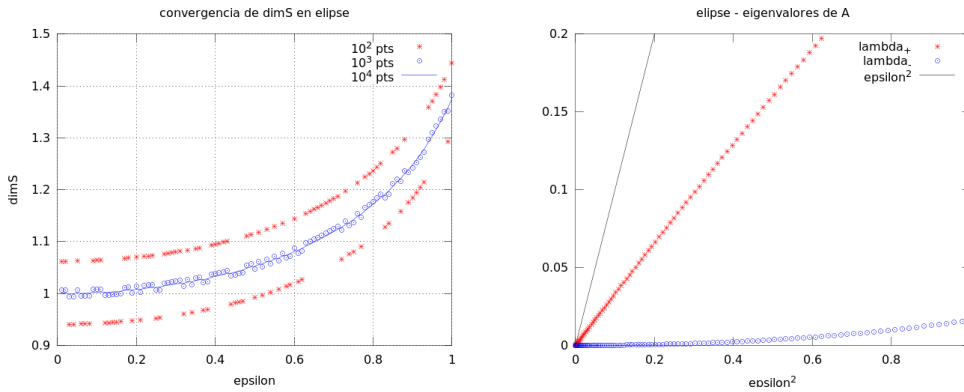 convergencia de dimS en elipse
1.5
1.4
1.3
1.2
1.1
1
0.9
dimS
10² pts
10³ pts
10⁴ pts
0
0.2
0.4
0.6
0.8
1
epsilon
elipse - eigenvalores de A
0.2
0.15
0.1
0.05
0
lambda₊
lambda₋
epsilon²
0
0.2
0.4
0.6
0.8
epsilon²